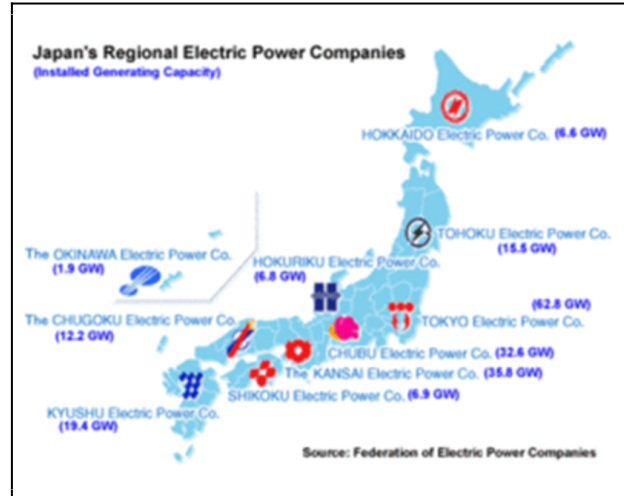 Japan's Regional Electric Power Companies
(Installed Generating Capacity)
HOKKAIDO Electric Power Co. (6.6 GW)
TOHOKU Electric Power Co.
(15.5 GW)
The OKINAWA Electric Power Co.
(1.9 GW)
HOKURIKU Electric Power Co.
(6.8 GW)
(62.8 GW)
TOKYO Electric Power Co.
The CHUGOKU Electric Power Co.
(12.2 GW)
CHUBU Electric Power Co. (32.6 GW)
The KANSAI Electric Power Co. (35.8 GW)
SHIKOKU Electric Power Co. (6.9 GW)
KYUSHU Electric Power Co.
(19.4 GW)
Source: Federation of Electric Power Companies